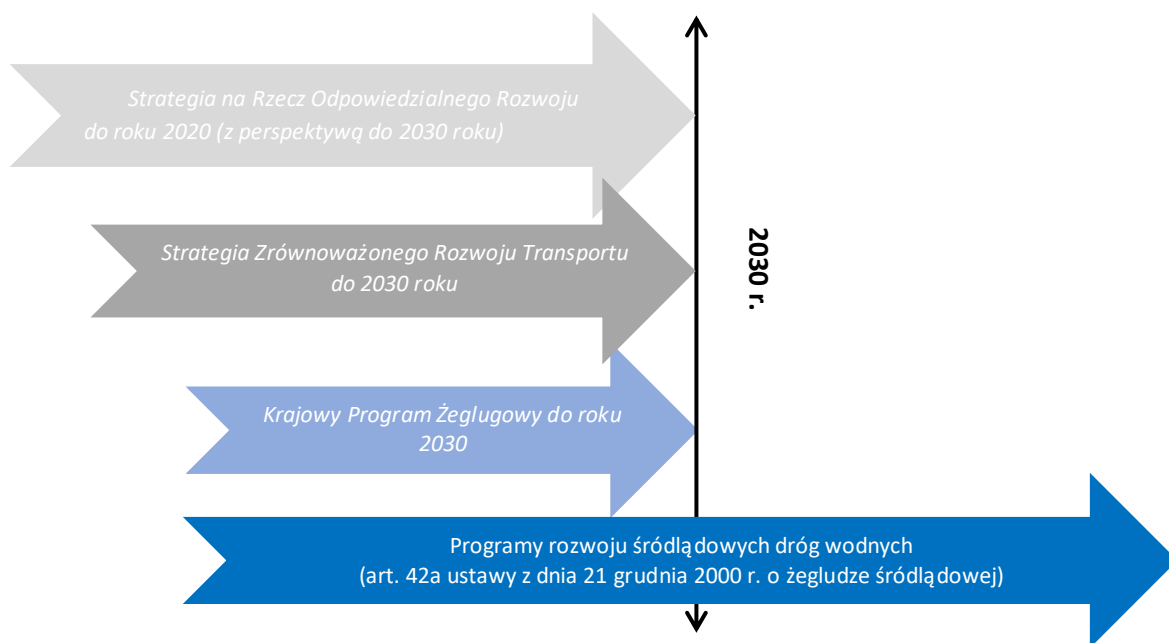 Strategia na Rzecz Odpowiedzialnego Rozwoju
do roku 2020 (z perspektywą do 2030 roku)
Strategia Zrównoważonego Rozwoju Transportu
do 2030 roku
2030 r.
Krajowy Program Żeglugowy do roku
2030
Programy rozwoju śródlądowych dróg wodnych
(art. 42a ustawy z dnia 21 grudnia 2000 r. o żegludze śródlądowej)